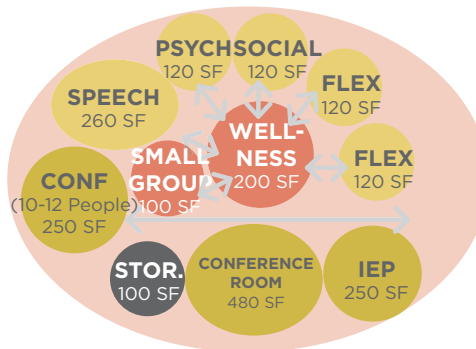 PSYCH
120 SF
SOCIAL
120 SF
FLEX
120 SF
SPEECH
260 SF
WELL-
NESS
200 SF
FLEX
120 SF
SMALL
GROUP
100 SF
CONF
(10-12 People)
250 SF
STOR.
100 SF
CONFERENCE
ROOM
480 SF
IEP
250 SF